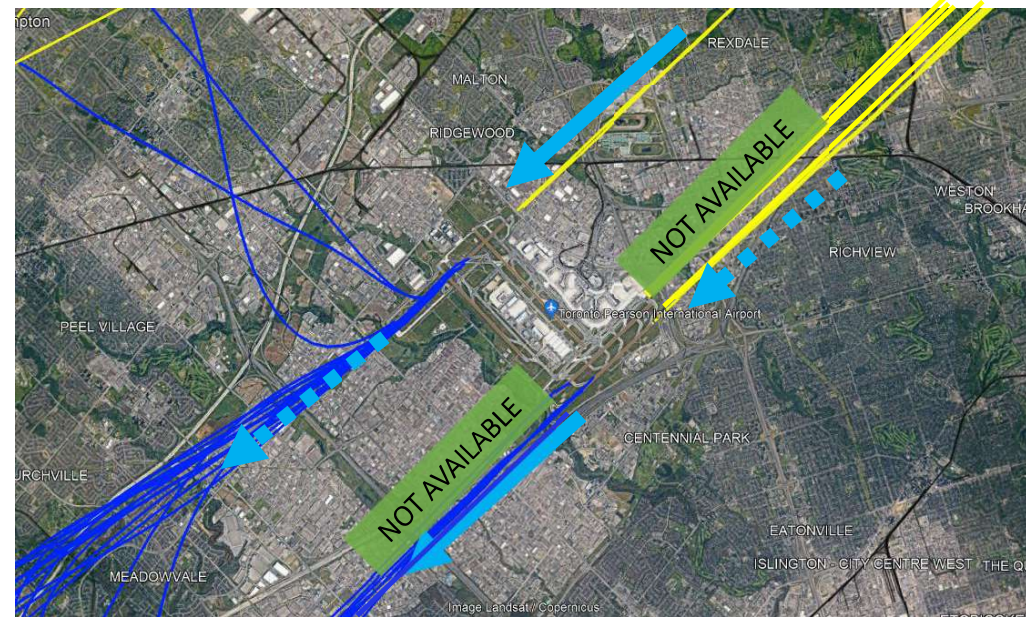 mpton
REXDALE
MALTON
RIDGEWOOD
NOT AVAILABLE
WESTON
BROOKHA
RICHVIEW
Toronto Pearson International Airport
PEEL VILLAGE
NOT AVAILABLE
CENTENNIAL PARK
URCHVILLE
EATONVILLE
ISLINGTON - CITY CENTRE WEST
THE QU
MEADOWVALE
Image Landsat / Copernicus